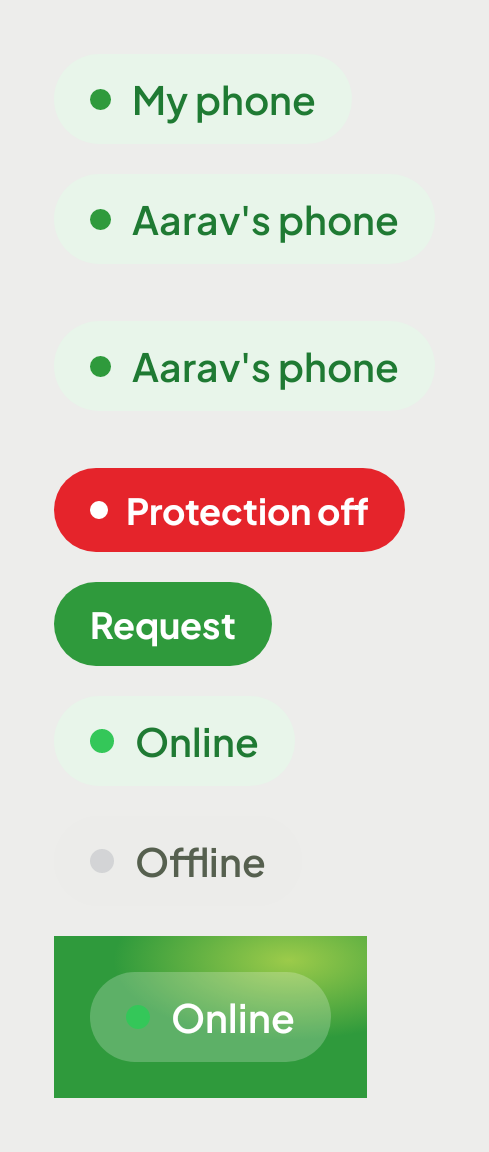 My phone
Aarav's phone
Aarav's phone
Protection off
Request
Online
Offline
Online